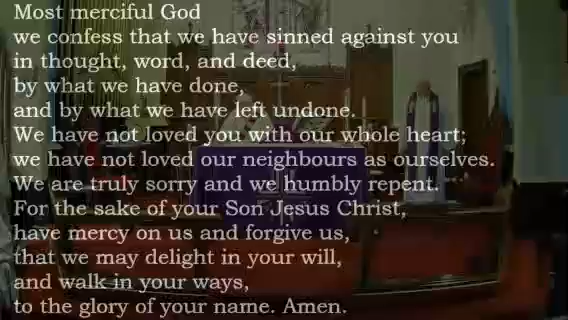 Most merciful God
we confess that we have sinned against you
in thought, word, and deed,
by what we have done,
and by what we have left undone.
We have not loved you with our whole heart;
we have not loved our neighbours as ourselves.
We are truly sorry and we humbly repent.
For the sake of your Son Jesus Christ,
have mercy on us and forgive us,
that we may delight in your will,
and walk in your ways,
to the glory of your name. Amen.